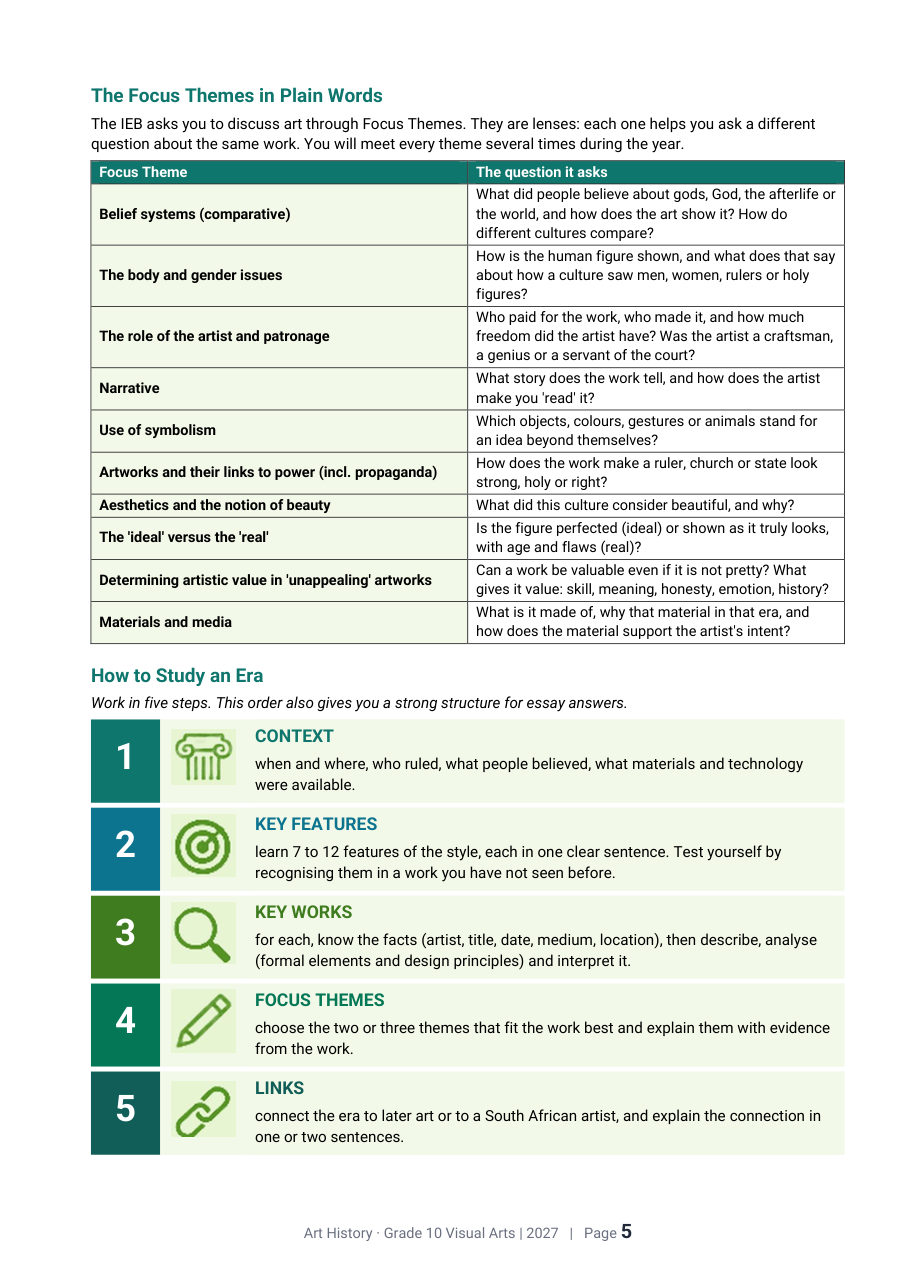 The Focus Themes in Plain Words
The IEB asks you to discuss art through Focus Themes. They are lenses: each one helps you ask a different
question about the same work. You will meet every theme several times during the year.
Focus Theme
The question it asks
Belief systems (comparative)
What did people believe about gods, God, the afterlife or
the world, and how does the art show it? How do
different cultures compare?
The body and gender issues
How is the human figure shown, and what does that say
about how a culture saw men, women, rulers or holy
figures?
The role of the artist and patronage
Who paid for the work, who made it, and how much
freedom did the artist have? Was the artist a craftsman,
a genius or a servant of the court?
Narrative
What story does the work tell, and how does the artist
make you 'read' it?
Use of symbolism
Which objects, colours, gestures or animals stand for
an idea beyond themselves?
Artworks and their links to power (incl. propaganda)
How does the work make a ruler, church or state look
strong, holy or right?
Aesthetics and the notion of beauty
What did this culture consider beautiful, and why?
The 'ideal' versus the 'real'
Is the figure perfected (ideal) or shown as it truly looks,
with age and flaws (real)?
Determining artistic value in 'unappealing' artworks
Can a work be valuable even if it is not pretty? What
gives it value: skill, meaning, honesty, emotion, history?
Materials and media
What is it made of, why that material in that era, and
how does the material support the artist's intent?
How to Study an Era
Work in five steps. This order also gives you a strong structure for essay answers.
1
CONTEXT
when and where, who ruled, what people believed, what materials and technology
were available.
2
KEY FEATURES
learn 7 to 12 features of the style, each in one clear sentence. Test yourself by
recognising them in a work you have not seen before.
3
KEY WORKS
for each, know the facts (artist, title, date, medium, location), then describe, analyse
(formal elements and design principles) and interpret it.
4
FOCUS THEMES
choose the two or three themes that fit the work best and explain them with evidence
from the work.
5
LINKS
connect the era to later art or to a South African artist, and explain the connection in
one or two sentences.
Art History · Grade 10 Visual Arts | 2027 | Page 5